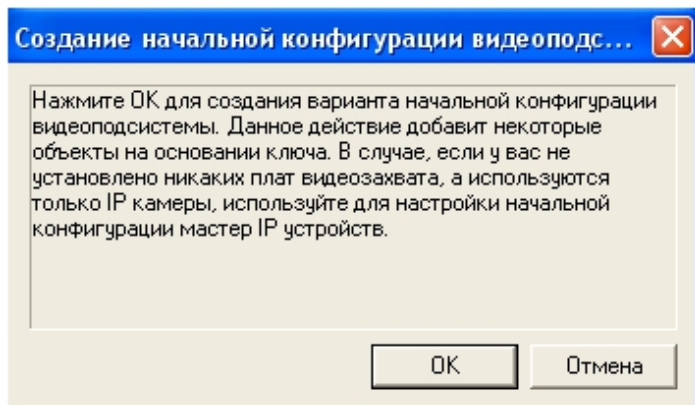 Создание начальной конфигурации видеоподс...
Нажмите ОК для создания варианта начальной конфигурации
видеоподсистемы. Данное действие добавит некоторые
объекты на основании ключа. В случае, если у вас не
установлено никаких плат видеозахвата, а используются
только IP камеры, используйте для настройки начальной
конфигурации мастер IP устройств.
ОК
Отмена